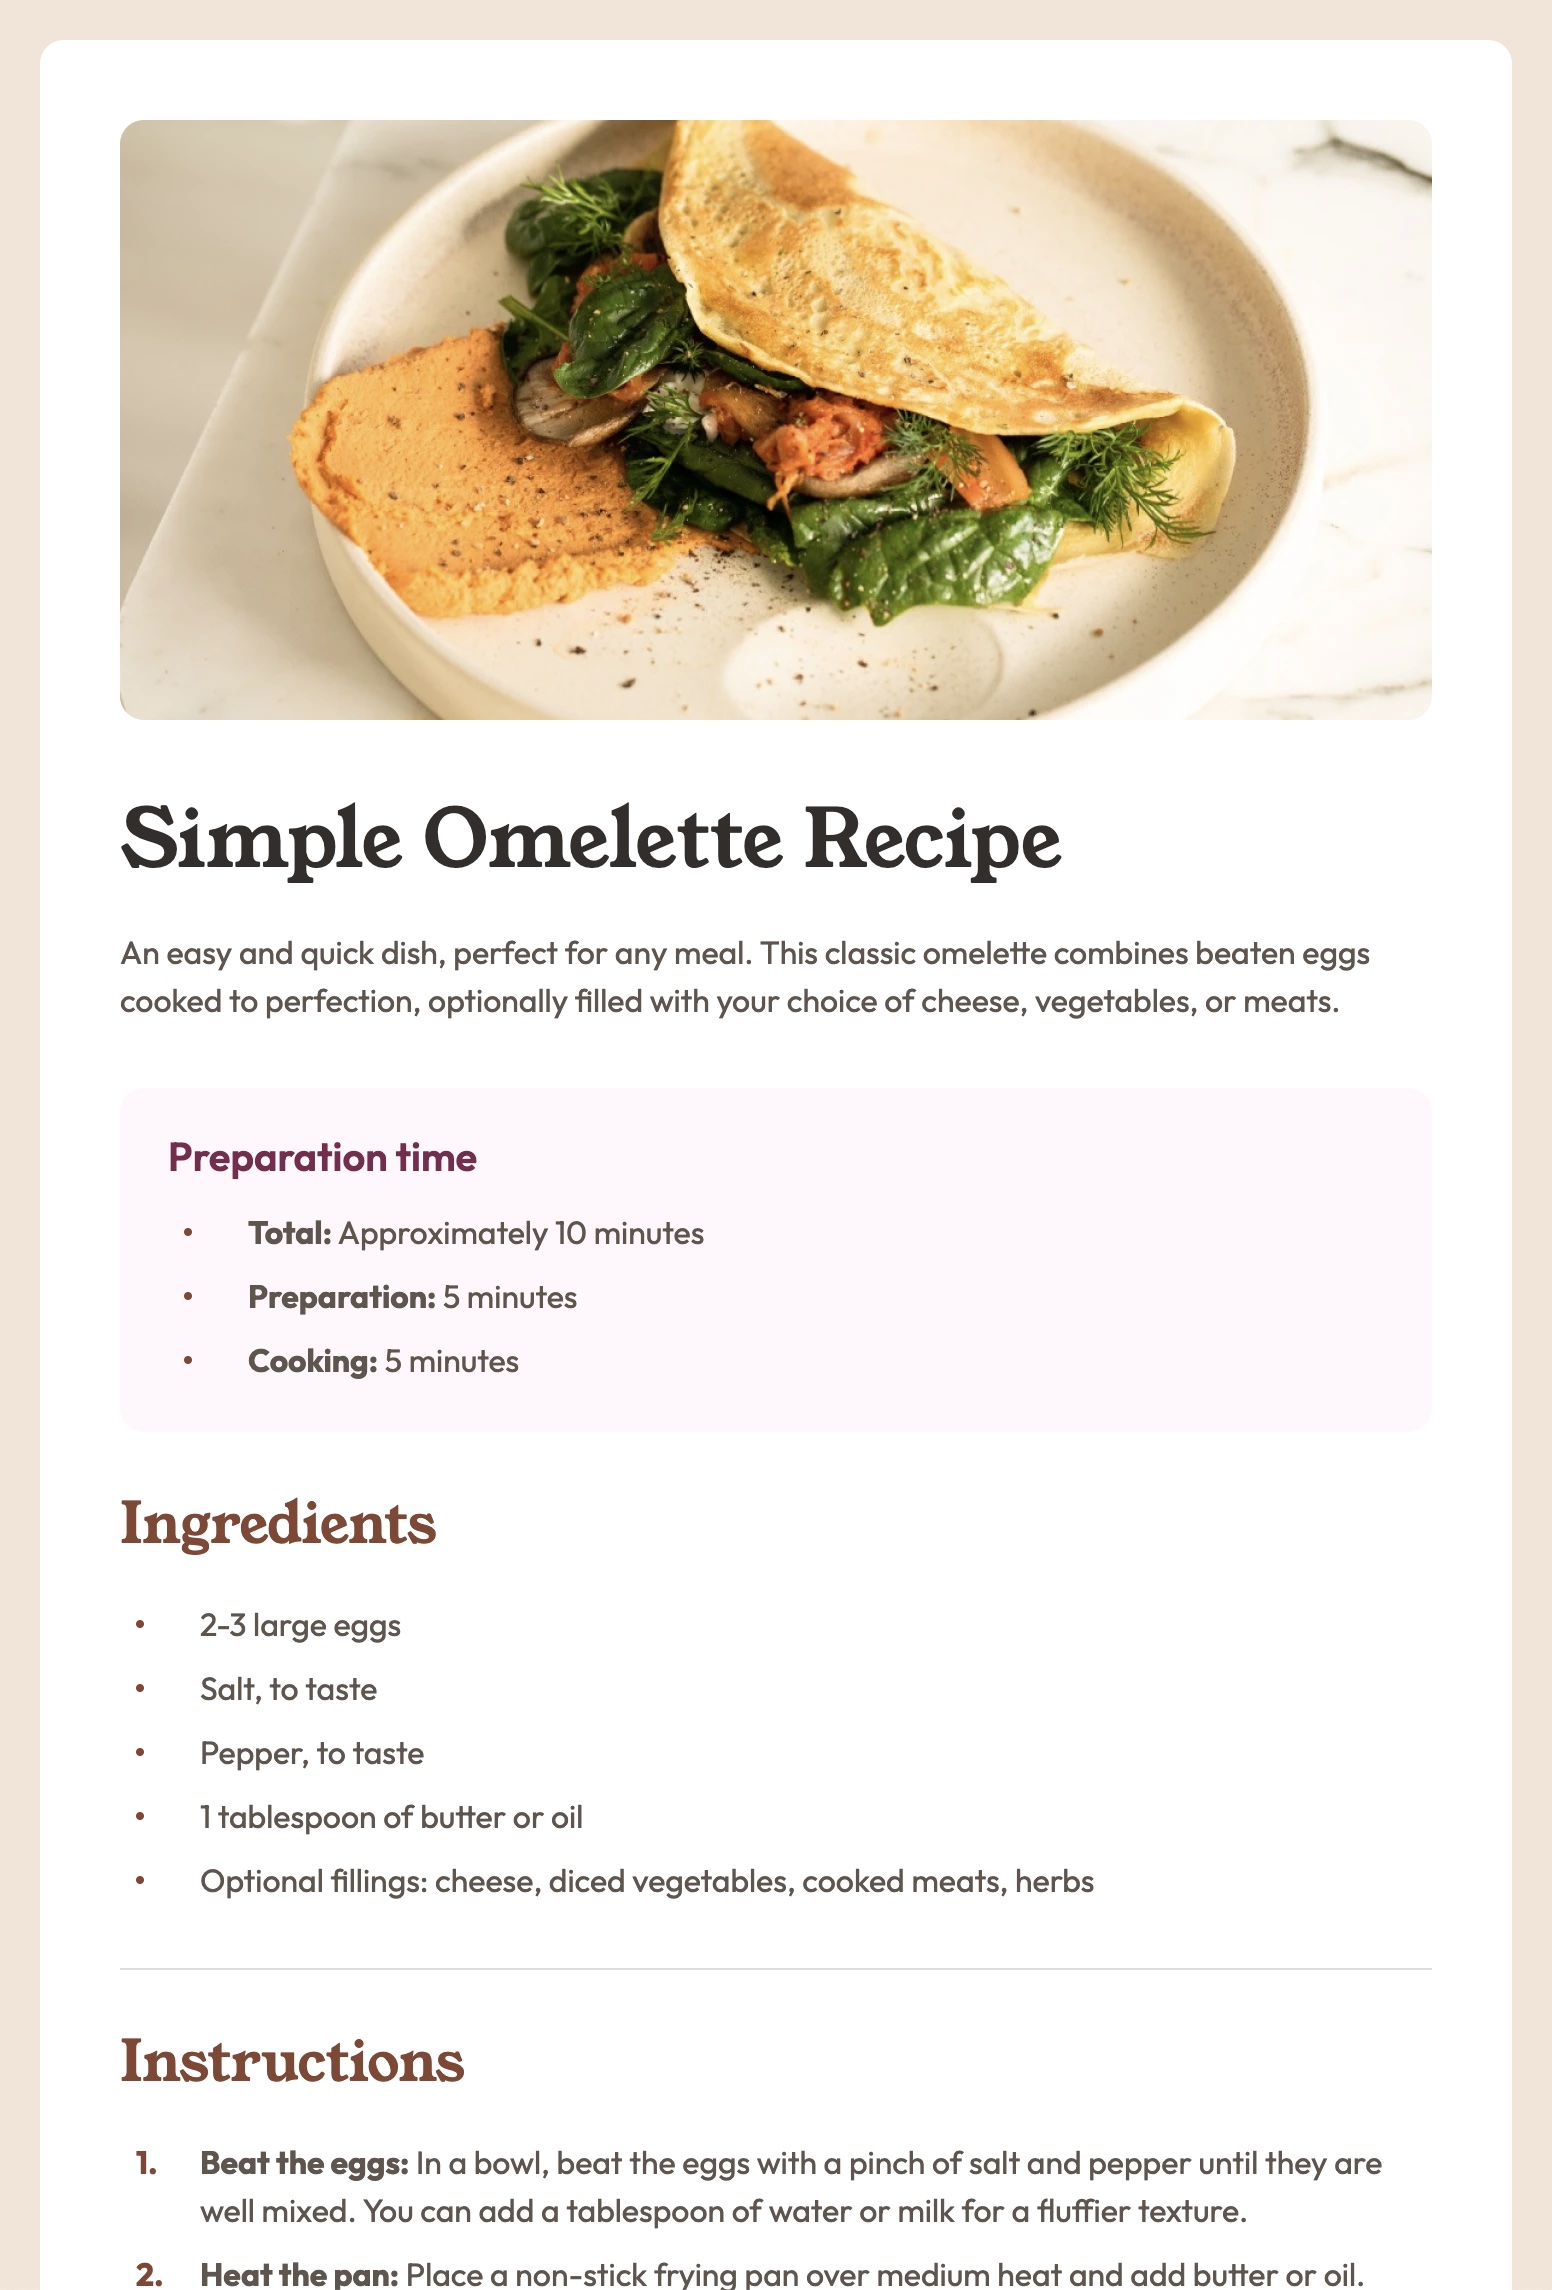 Simple Omelette Recipe
An easy and quick dish, perfect for any meal. This classic omelette combines beaten eggs
cooked to perfection, optionally filled with your choice of cheese, vegetables, or meats.
Preparation time
• Total: Approximately 10 minutes
• Preparation: 5 minutes
• Cooking: 5 minutes
Ingredients
• 2-3 large eggs
• Salt, to taste
• Pepper, to taste
• 1 tablespoon of butter or oil
• Optional fillings: cheese, diced vegetables, cooked meats, herbs
Instructions
1. Beat the eggs: In a bowl, beat the eggs with a pinch of salt and pepper until they are
well mixed. You can add a tablespoon of water or milk for a fluffier texture.
2. Heat the pan: Place a non-stick frying pan over medium heat and add butter or oil.